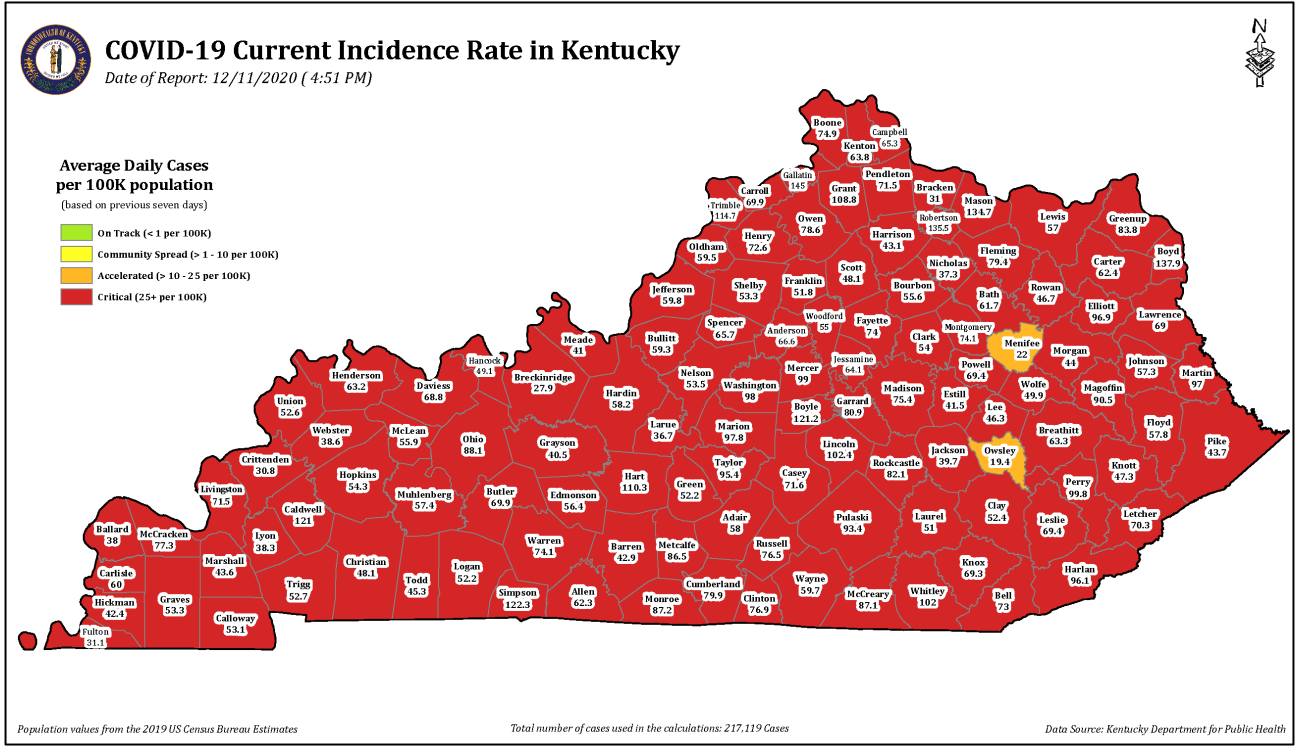 COVID-19 Current Incidence Rate in Kentucky
Date of Report: 12/11/2020 ( 4:51 PM)
N
Average Daily Cases
per 100K population
(based on previous seven days)
On Track (< 1 per 100K)
Community Spread (> 1 - 10 per 100K)
Accelerated (> 10 - 25 per 100K)
Critical (25+ per 100K)
Boone
74.9
Campbell
65.3
Kenton
63.8
Gallatin
145
Pendleton
71.5
Grant
108.8
Bracken
31
Carroll
69.9
Trimble
114.7
Mason
134.7
Robertson
135.5
Lewis
57
Greenup
83.8
Owen
78.6
Henry
72.6
Harrison
43.1
Oldham
59.5
Fleming
79.4
Boyd
137.9
Carter
62.4
Nicholas
37.3
Scott
48.1
Jefferson
59.8
Shelby
53.3
Franklin
51.8
Bourbon
55.6
Bath
61.7
Rowan
46.7
Elliott
96.9
Lawrence
69
Spencer
65.7
Woodford
55
Fayette
74
Anderson
66.6
Montgomery
74.1
Clark
54
Menifee
22
Bullitt
59.3
Meade
41
Morgan
44
Johnson
57.3
Martin
97
Hancock
49.1
Breckinridge
27.9
Nelson
53.5
Mercer
99
Jessamine
64.1
Powell
69.4
Henderson
63.2
Daviess
68.8
Washington
98
Madison
75.4
Estill
41.5
Wolfe
49.9
Magoffin
90.5
Hardin
58.2
Union
52.6
Boyle
121.2
Garrard
80.9
Lee
46.3
Webster
38.6
McLean
55.9
Ohio
88.1
Larue
36.7
Marion
97.8
Breathitt
63.3
Floyd
57.8
Pike
43.7
Grayson
40.5
Lincoln
102.4
Jackson
39.7
Owsley
19.4
Crittenden
30.8
Taylor
95.4
Rockcastle
82.1
Knott
47.3
Hopkins
54.3
Hart
110.3
Green
52.2
Casey
71.6
Perry
99.8
Livingston
71.5
Muhlenberg
57.4
Butler
69.9
Edmonson
56.4
Caldwell
121
Clay
52.4
Letcher
70.3
Adair
58
Pulaski
93.4
Laurel
51
Leslie
69.4
Ballard
38
McCracken
77.3
Lyon
38.3
Warren
74.1
Barren
42.9
Metcalfe
86.5
Russell
76.5
Marshall
43.6
Christian
48.1
Logan
52.2
Knox
69.3
Harlan
96.1
Carlisle
60
Trigg
52.7
Todd
45.3
Cumberland
79.9
Wayne
59.7
Hickman
42.4
Graves
53.3
Simpson
122.3
Allen
62.3
Monroe
87.2
Clinton
76.9
McCreary
87.1
Whitley
102
Bell
73
Calloway
53.1
Fulton
31.1
Population values from the 2019 US Census Bureau Estimates
Total number of cases used in the calculations: 217,119 Cases
Data Source: Kentucky Department for Public Health